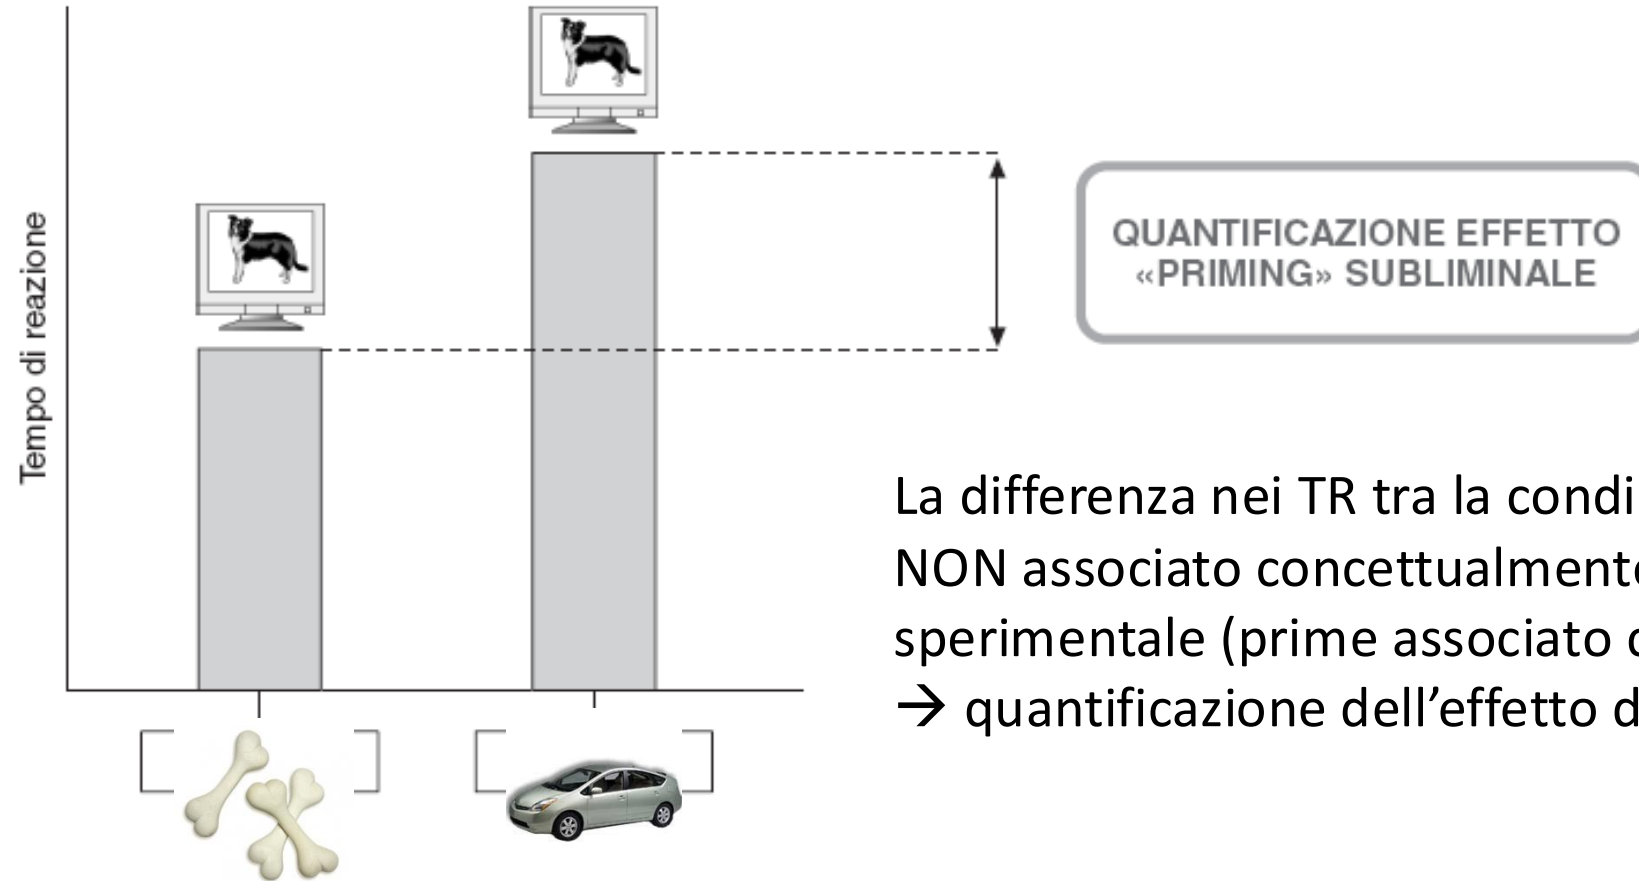 Tempo di reazione
QUANTIFICAZIONE EFFETTO
«PRIMING» SUBLIMINALE
La differenza nei TR tra la condi
NON associato concettualmente
sperimentale (prime associato
→ quantificazione dell’effetto d